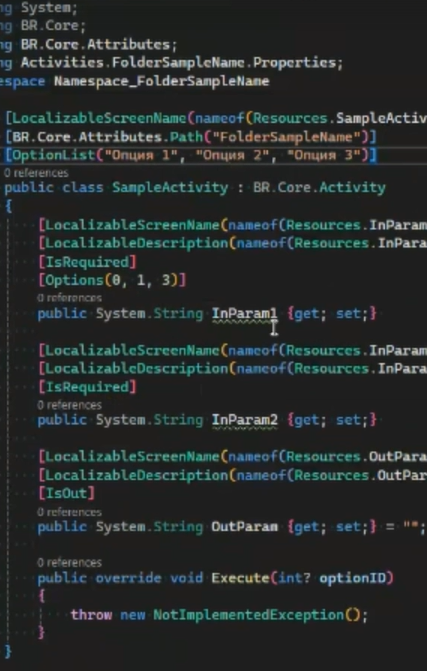 ng System;
ng BR.Core;
ng BR.Core.Attributes;
ng Activities.FolderSampleName.Properties;
espace Namespace_FolderSampleName
[LocalizableScreenName(nameof(Resources.SampleActiv
[BR.Core.Attributes.Path("FolderSampleName")]
[OptionList("Опция 1", "Опция 2", "Опция 3")]
0 references
public class SampleActivity : BR.Core.Activity
{
[LocalizableScreenName(nameof(Resources.InParam
[LocalizableDescription(nameof(Resources.InPara
[IsRequired]
[Options(0, 1, 3)]
0 references
public System.String InParam1 {get; set;}
[LocalizableScreenName(nameof(Resources.InParam
[LocalizableDescription(nameof(Resources.InPara
[IsRequired]
0 references
public System.String InParam2 {get; set;}
[LocalizableScreenName(nameof(Resources.OutPara
[LocalizableDescription(nameof(Resources.OutPar
[IsOut]
0 references
public System.String OutParam {get; set;} = "";
0 references
public override void Execute(int? optionID)
{
throw new NotImplementedException();
}
}